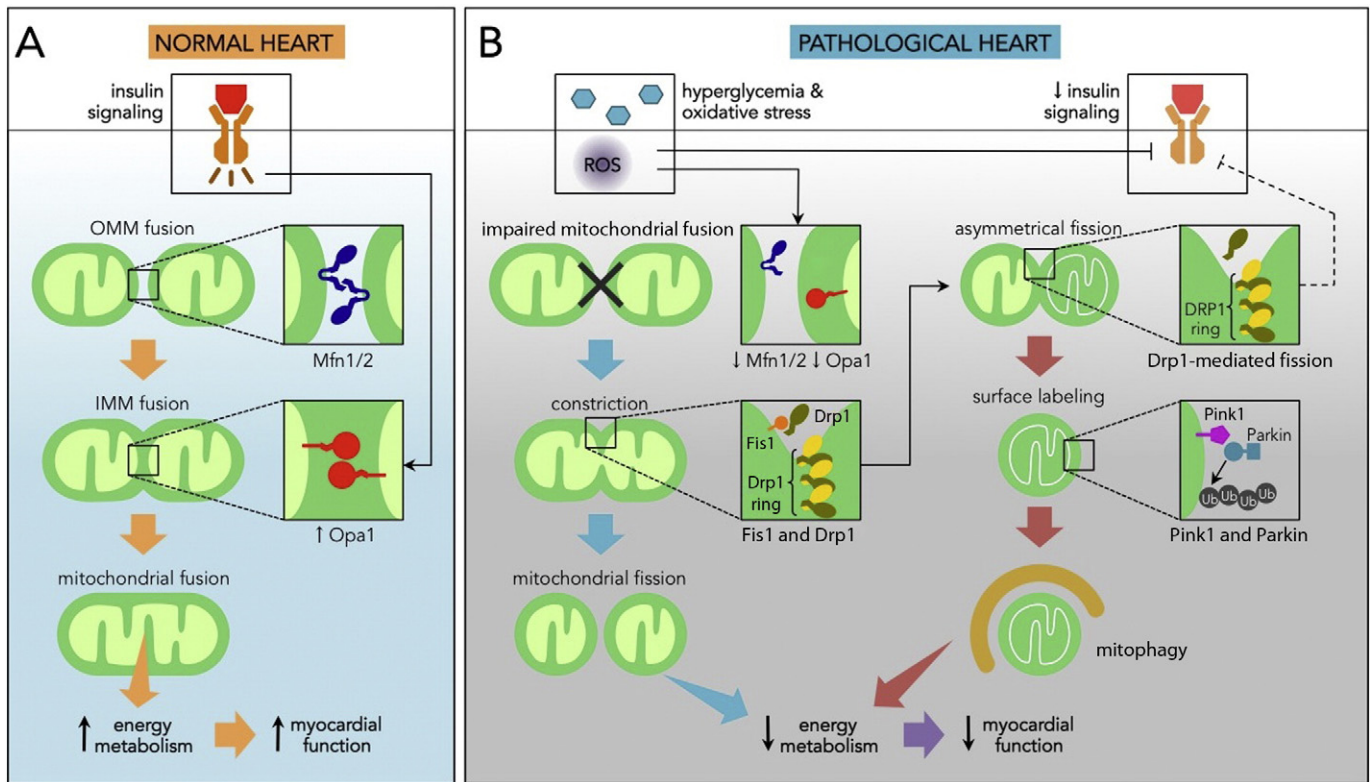 A
NORMAL HEART
insulin
signaling
OMM fusion
Mfn1/2
IMM fusion
↑ Opa1
mitochondrial fusion
↑ energy
metabolism
↑ myocardial
function
B
PATHOLOGICAL HEART
hyperglycemia &
oxidative stress
ROS
↓ insulin
signaling
impaired mitochondrial fusion
↓ Mfn1/2 ↓ Opa1
constriction
Fis1
Drp1
Drp1
ring
Fis1 and Drp1
mitochondrial fission
asymmetrical fission
DRP1
ring
Drp1-mediated fission
surface labeling
Pink1
Parkin
Ub Ub Ub Ub
Pink1 and Parkin
mitophagy
↓ energy
metabolism
↓ myocardial
function